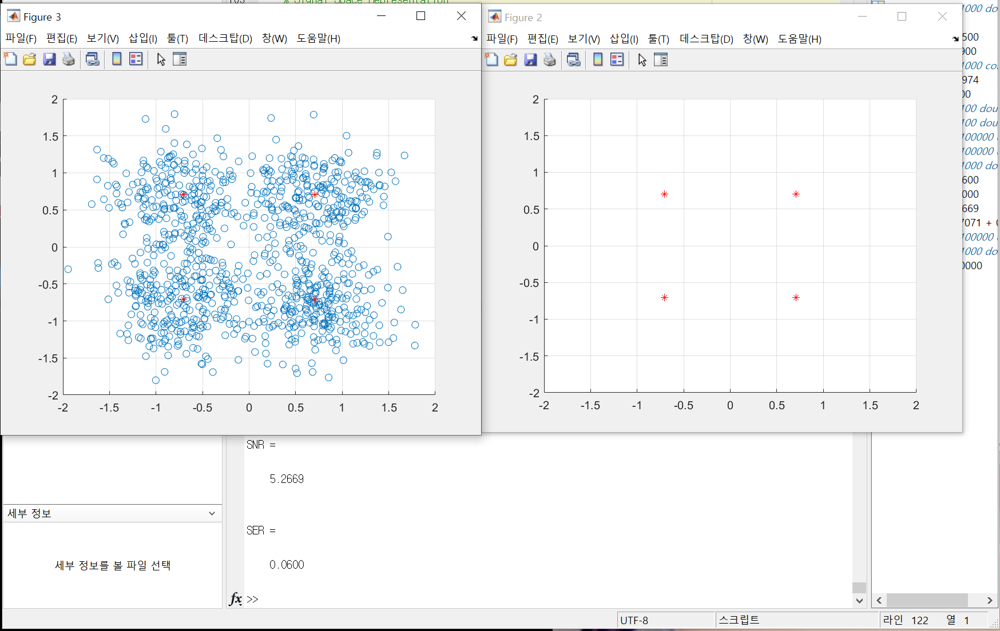 % Signal Space Representation
Figure 3
파일(F) 편집(E) 보기(V) 삽입(I) 툴(T) 데스크탑(D) 창(W) 도움말(H)
2
1.5
1
0.5
0
-0.5
-1
-1.5
-2
-2 -1.5 -1 -0.5 0 0.5 1 1.5 2
Figure 2
파일(F) 편집(E) 보기(V) 삽입(I) 툴(T) 데스크탑(D) 창(W) 도움말(H)
2
1.5
1
0.5
0
-0.5
-1
-1.5
-2
-2 -1.5 -1 -0.5 0 0.5 1 1.5 2
1000 do
500
900
1000 co
974
00
100 dou
100 dou
100000
100000
1000 do
600
000
669
7071 + 0
100000
1000 do
0000
SNR =
5.2669
SER =
0.0600
fx >>
세부 정보
세부 정보를 볼 파일 선택
UTF-8 스크립트 라인 122 열 1